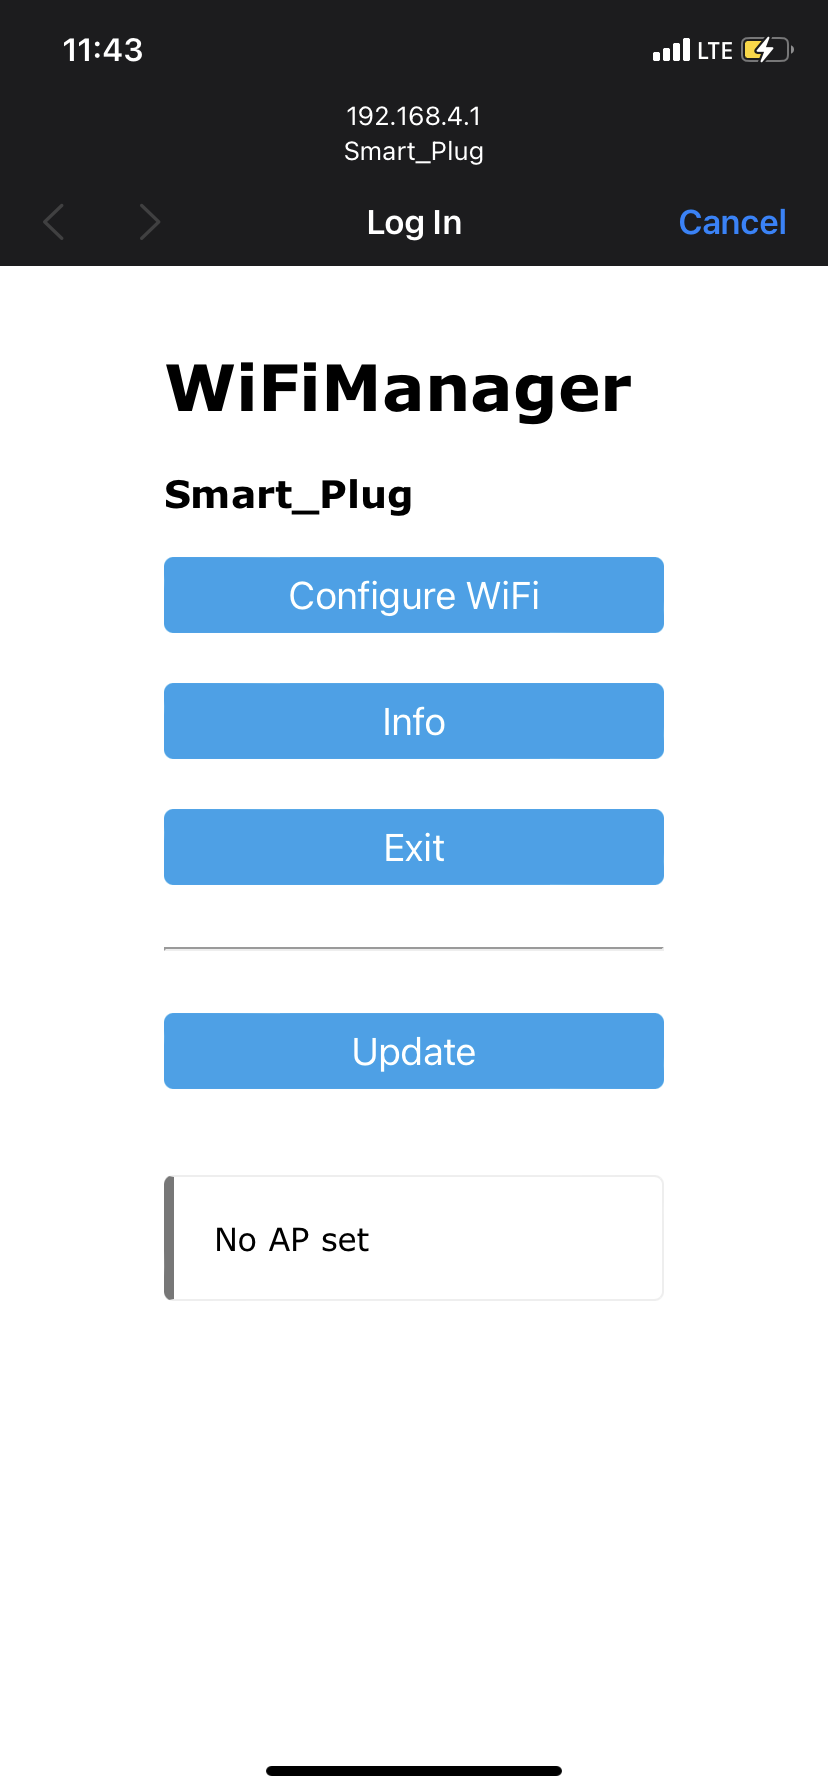 11:43
LTE
192.168.4.1
Smart_Plug
Log In
Cancel
WiFiManager
Smart_Plug
Configure WiFi
Info
Exit
Update
No AP set